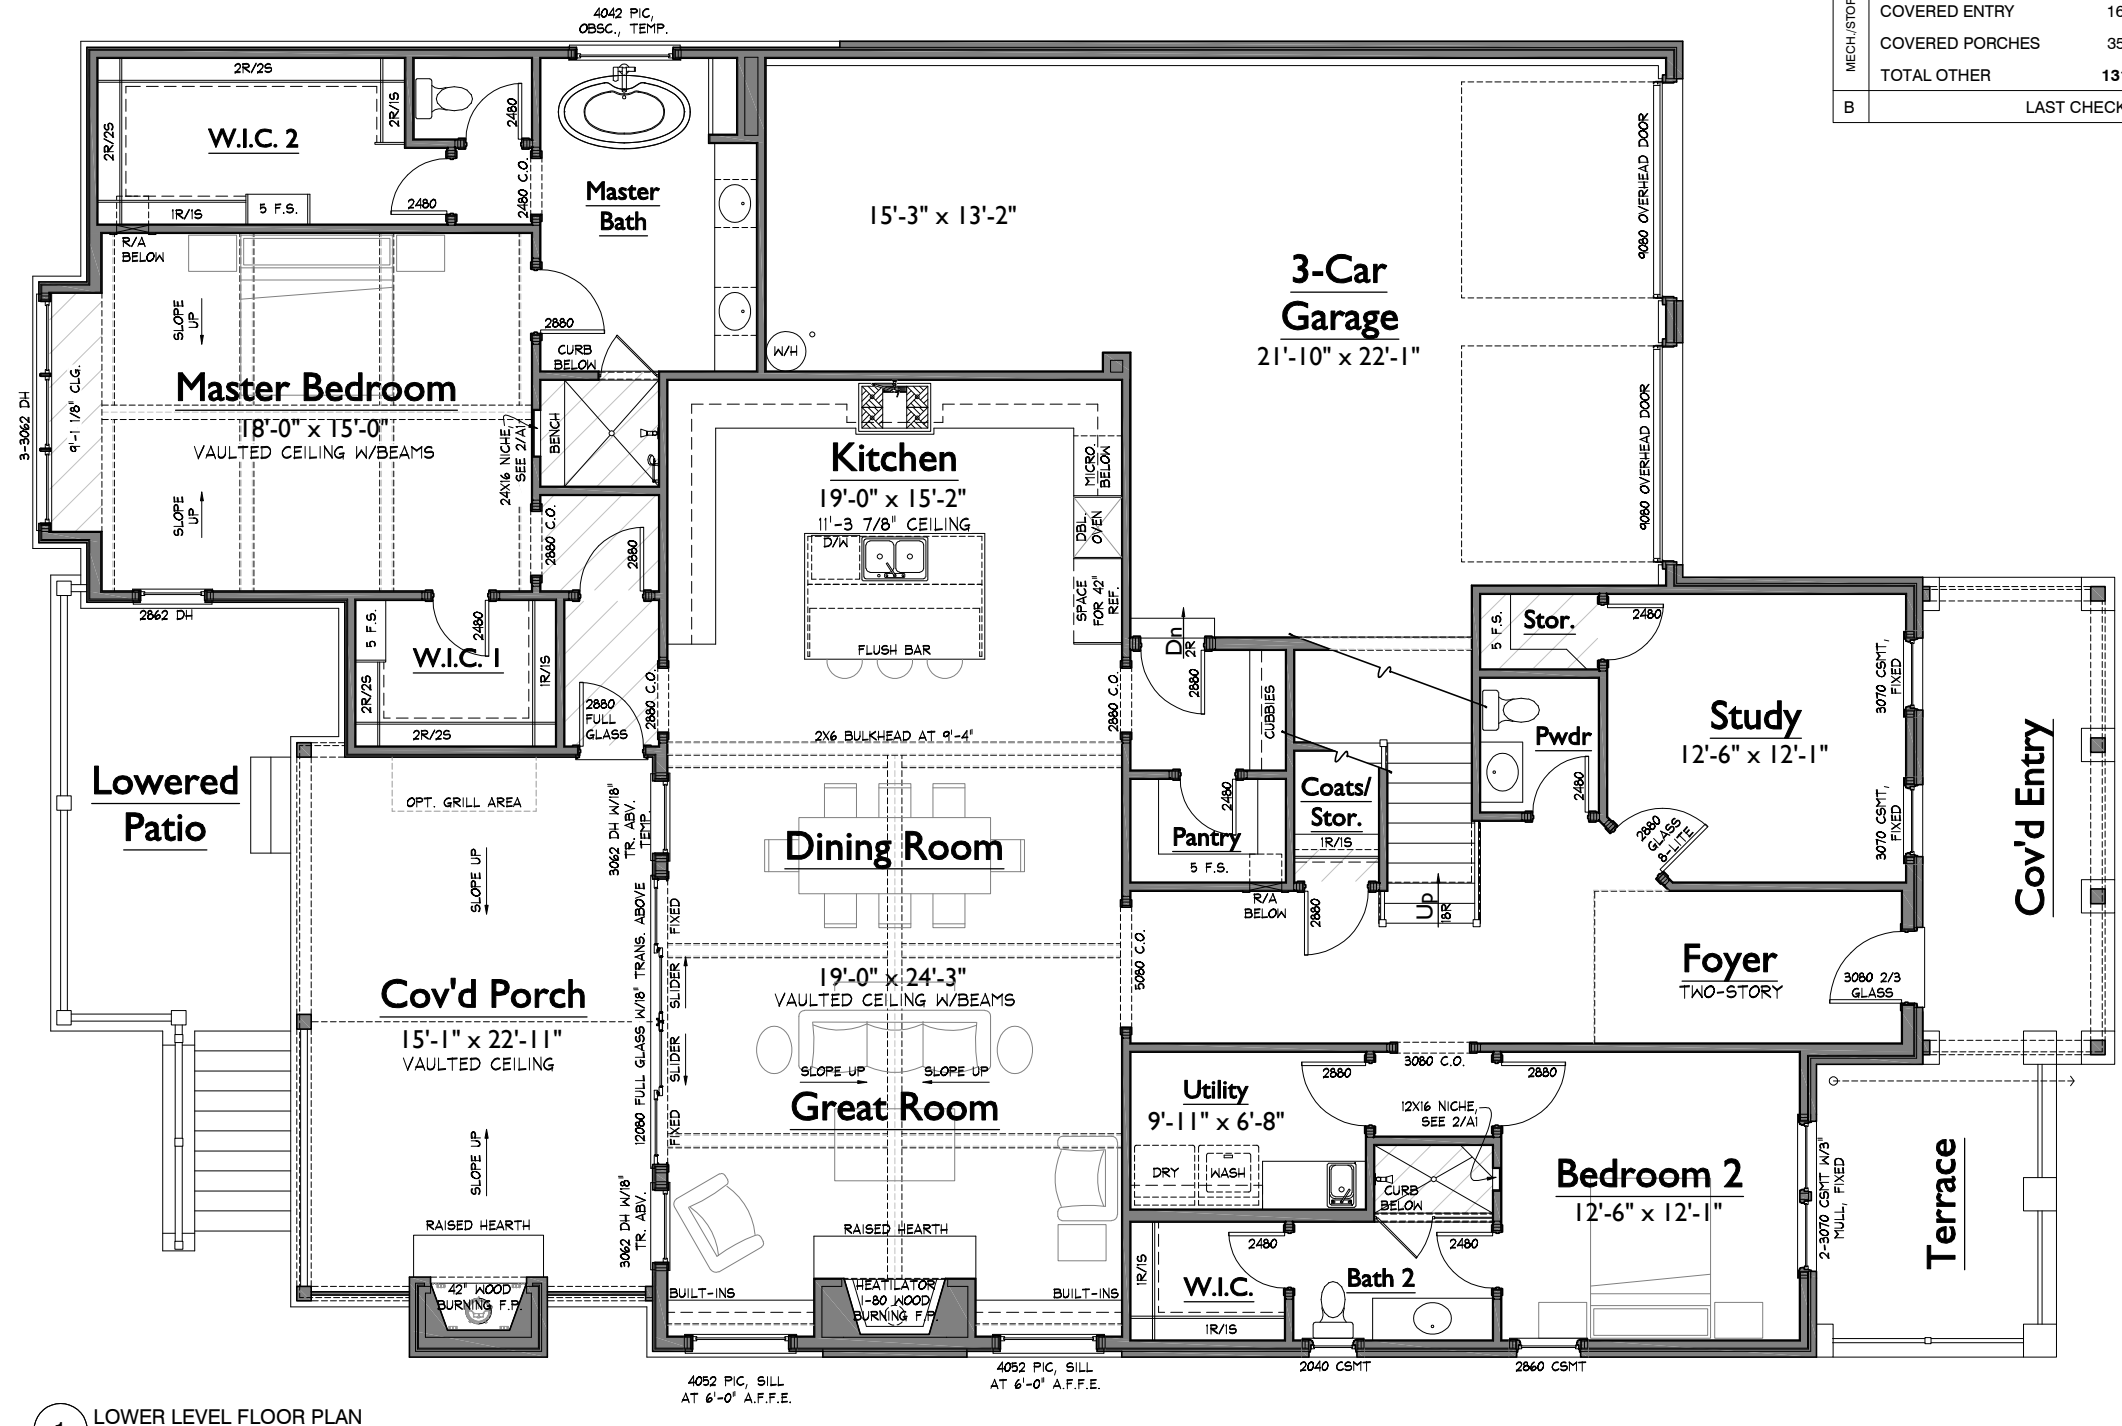 4042 PIC,
OBSC., TEMP.
MECH./STOR
COVERED ENTRY 16
COVERED PORCHES 35
TOTAL OTHER 13
B LAST CHECK
2R/2S
2R/2S
2R/1S
W.I.C. 2
1R/1S
5 F.S.
2480
2480
2480 C.O.
R/A
BELOW
Master
Bath
2880
CURB
BELOW
W/H
15'-3" x 13'-2"
3-Car
Garage
21'-10" x 22'-1"
9080 OVERHEAD DOOR
9080 OVERHEAD DOOR
SLOPE
UP
3-3062 DH
9'-1 1/8" CLG.
Master Bedroom
18'-0" x 15'-0"
VAULTED CEILING W/BEAMS
SLOPE
UP
24X16 NICHE,
SEE 2/A1
BENCH
2880 C.O.
2880
Kitchen
19'-0" x 15'-2"
11'-3 7/8" CEILING
D/W
FLUSH BAR
MICRO.
BELOW
DBL.
OVEN
SPACE
FOR 42"
REF.
2862 DH
5 F.S.
2480
W.I.C. 1
2R/2S
1R/1S
2R/2S
2880
FULL
GLASS
2880 C.O.
2880 C.O.
2X6 BULKHEAD AT 9'-4"
Dn
2R
2880
CUBBIES
5 F.S.
Stor.
2480
3070 CSMT,
FIXED
Study
12'-6" x 12'-1"
Pwdr
2480
2880
GLASS
8-LITE
3070 CSMT,
FIXED
Cov'd Entry
Coats/
Stor.
1R/1S
2480
Pantry
5 F.S.
R/A
BELOW
2880
Up
18R
Lowered
Patio
OPT. GRILL AREA
SLOPE UP
3062 DH W/18"
TR. ABV.
TEMP.
Dining Room
12080 FULL GLASS W/18" TRANS. ABOVE
FIXED
SLIDER
SLIDER
FIXED
Cov'd Porch
15'-1" x 22'-11"
VAULTED CEILING
SLOPE UP
19'-0" x 24'-3"
VAULTED CEILING W/BEAMS
SLOPE UP
SLOPE UP
Great Room
5080 C.O.
Foyer
TWO-STORY
3080 2/3
GLASS
3062 DH W/18"
TR. ABV.
RAISED HEARTH
42" WOOD
BURNING F.P.
RAISED HEARTH
BUILT-INS
HEATILATOR
I-80 WOOD
BURNING F.P.
BUILT-INS
Utility
9'-11" x 6'-8"
2880
3080 C.O.
2880
12X16 NICHE,
SEE 2/A1
DRY
WASH
CURB
BELOW
Bedroom 2
12'-6" x 12'-1"
2-3070 CSMT W/3"
MULL, FIXED
Terrace
1R/1S
2480
W.I.C.
1R/1S
Bath 2
2480
4052 PIC, SILL
AT 6'-0" A.F.F.E.
4052 PIC, SILL
AT 6'-0" A.F.F.E.
2040 CSMT
2860 CSMT
1 LOWER LEVEL FLOOR PLAN